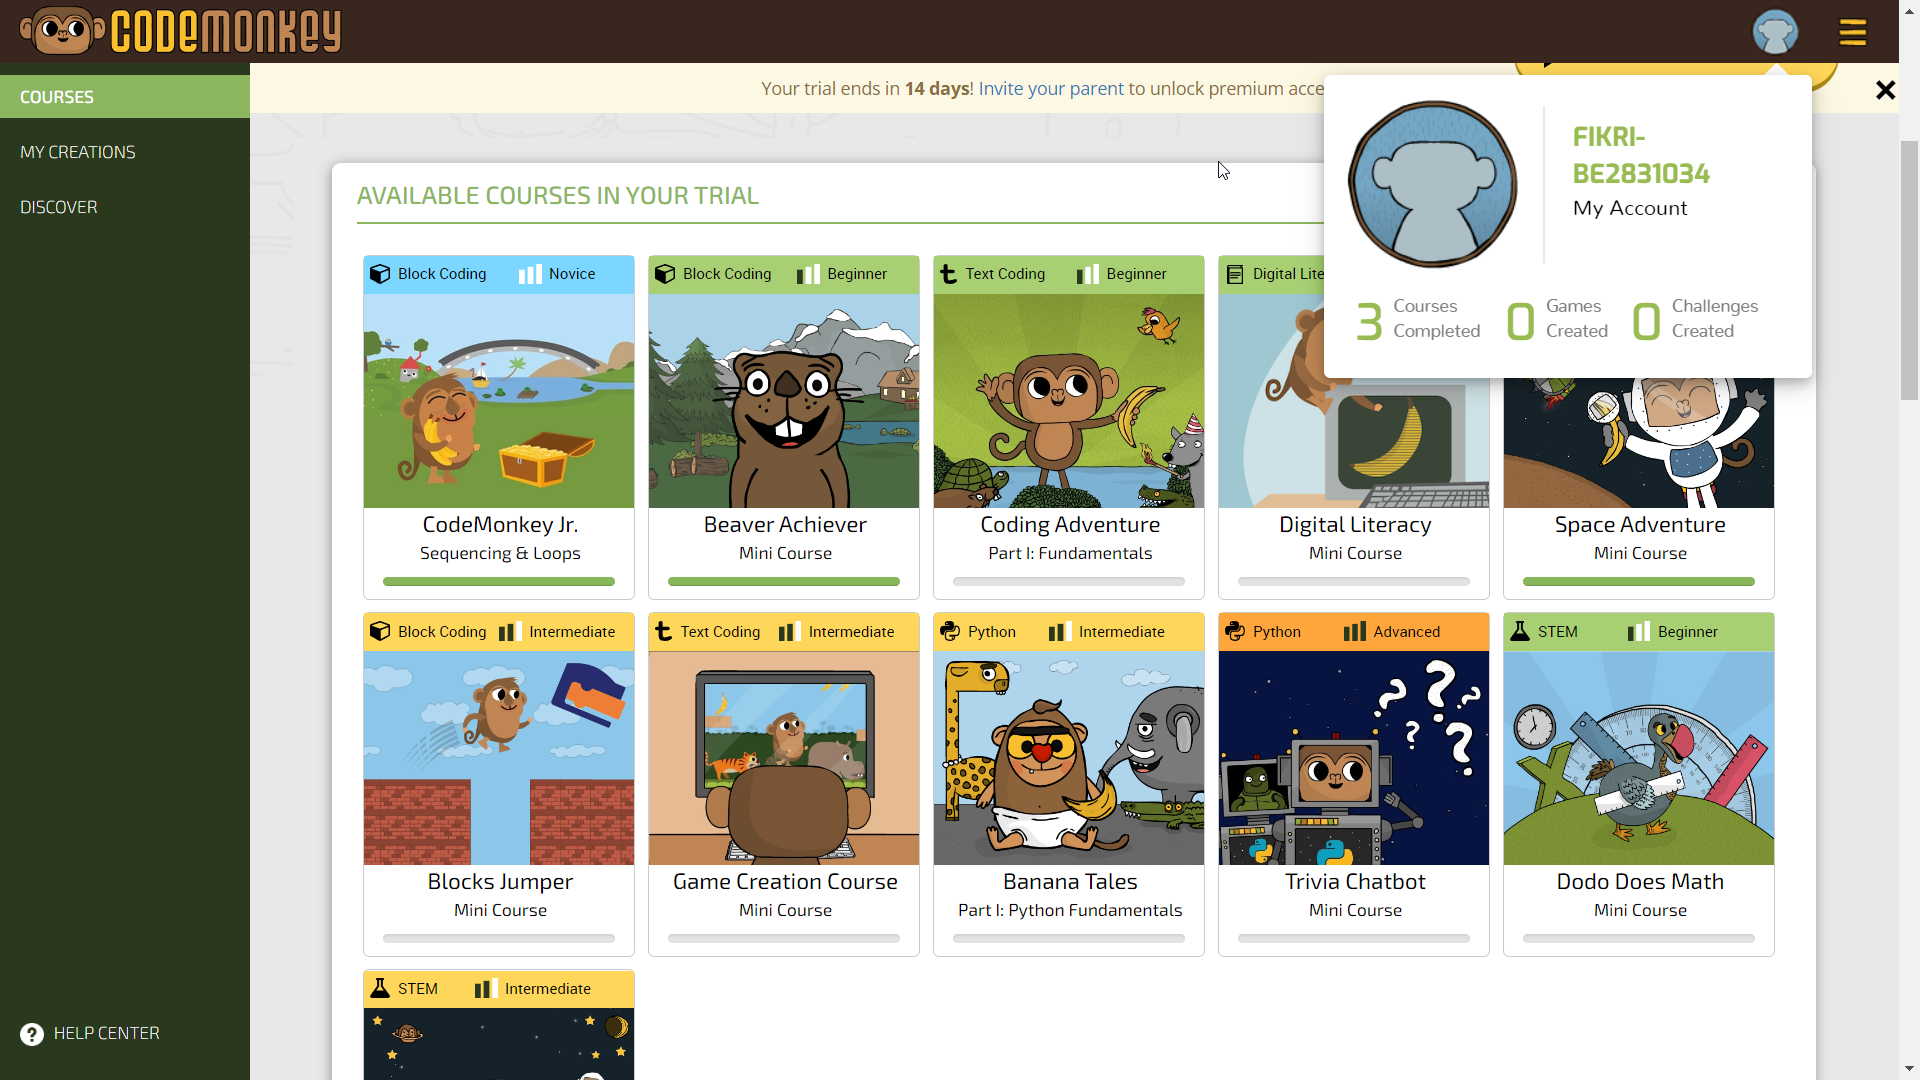 CODEMONKEY
COURSES
MY CREATIONS
DISCOVER
HELP CENTER
Your trial ends in 14 days! Invite your parent to unlock premium acce
FIKRI-
BE2831034
My Account
3 Courses Completed
0 Games Created
0 Challenges Created
AVAILABLE COURSES IN YOUR TRIAL
Block Coding Novice
CodeMonkey Jr.
Sequencing & Loops
Block Coding Beginner
Beaver Achiever
Mini Course
Text Coding Beginner
Coding Adventure
Part I: Fundamentals
Digital Lite
Digital Literacy
Mini Course
Space Adventure
Mini Course
Block Coding Intermediate
Blocks Jumper
Mini Course
Text Coding Intermediate
Game Creation Course
Mini Course
Python Intermediate
Banana Tales
Part I: Python Fundamentals
Python Advanced
Trivia Chatbot
Mini Course
STEM Beginner
Dodo Does Math
Mini Course
STEM Intermediate